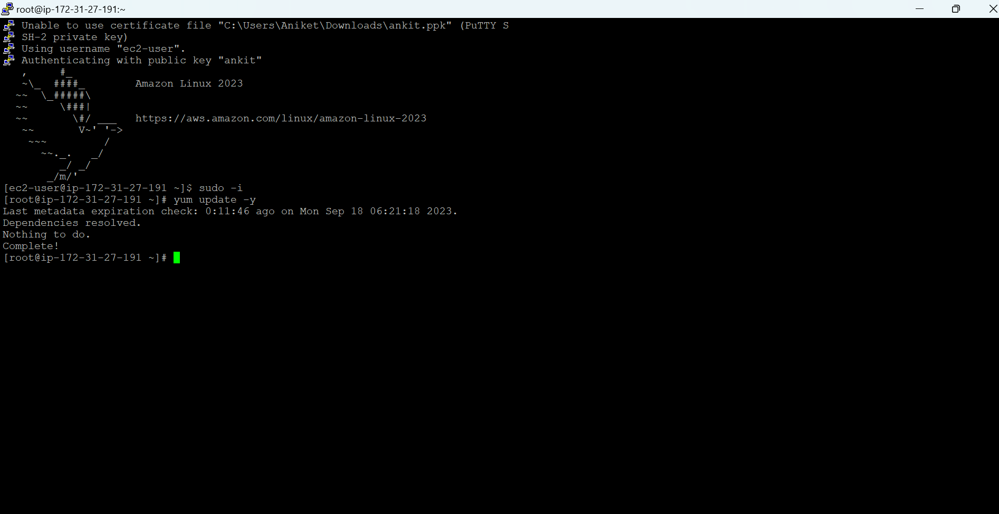 root@ip-172-31-27-191:~
Unable to use certificate file "C:\Users\Aniket\Downloads\ankit.ppk" (PuTTY S
SH-2 private key)
Using username "ec2-user".
Authenticating with public key "ankit"
   ,     #_
   ~\_  ####_        Amazon Linux 2023
  ~~  \_#####\
  ~~     \###|
  ~~       \#/ ___   https://aws.amazon.com/linux/amazon-linux-2023
   ~~       V~' '->
    ~~~         /
      ~~._.   _/
         _/ _/
       _/m/'
[ec2-user@ip-172-31-27-191 ~]$ sudo -i
[root@ip-172-31-27-191 ~]# yum update -y
Last metadata expiration check: 0:11:46 ago on Mon Sep 18 06:21:18 2023.
Dependencies resolved.
Nothing to do.
Complete!
[root@ip-172-31-27-191 ~]#